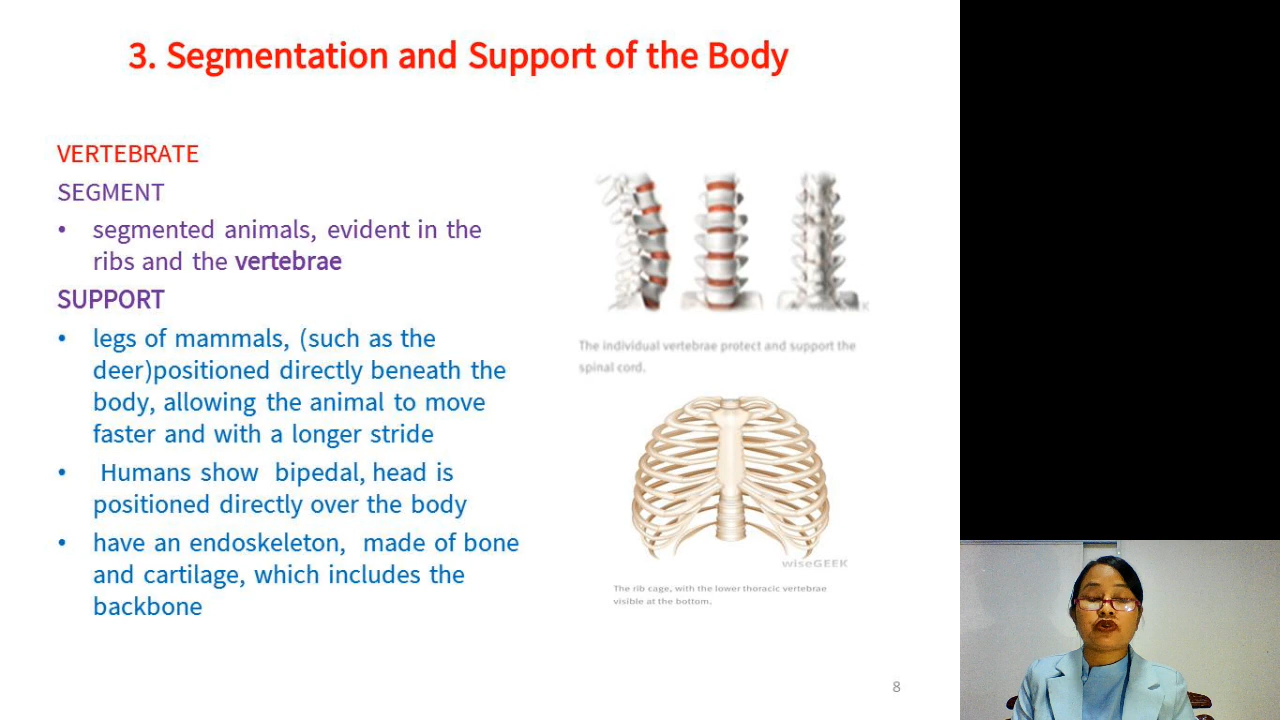 3. Segmentation and Support of the Body
VERTEBRATE
SEGMENT
• segmented animals, evident in the
ribs and the vertebrae
SUPPORT
• legs of mammals, (such as the
deer)positioned directly beneath the
body, allowing the animal to move
faster and with a longer stride
• Humans show bipedal, head is
positioned directly over the body
• have an endoskeleton, made of bone
and cartilage, which includes the
backbone
The individual vertebrae protect and support the
spinal cord.
wiseGEEK
The rib cage, with the lower thoracic vertebrae
visible at the bottom.
8